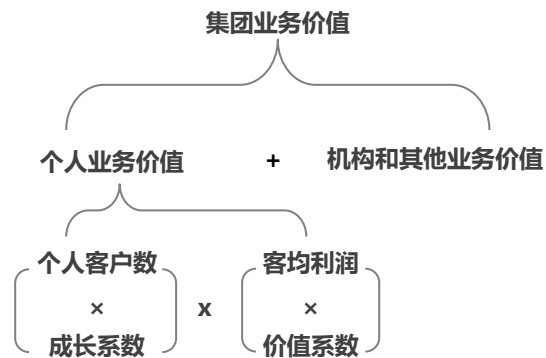 集团业务价值
个人业务价值 + 机构和其他业务价值
个人客户数 客均利润
× x ×
成长系数 价值系数